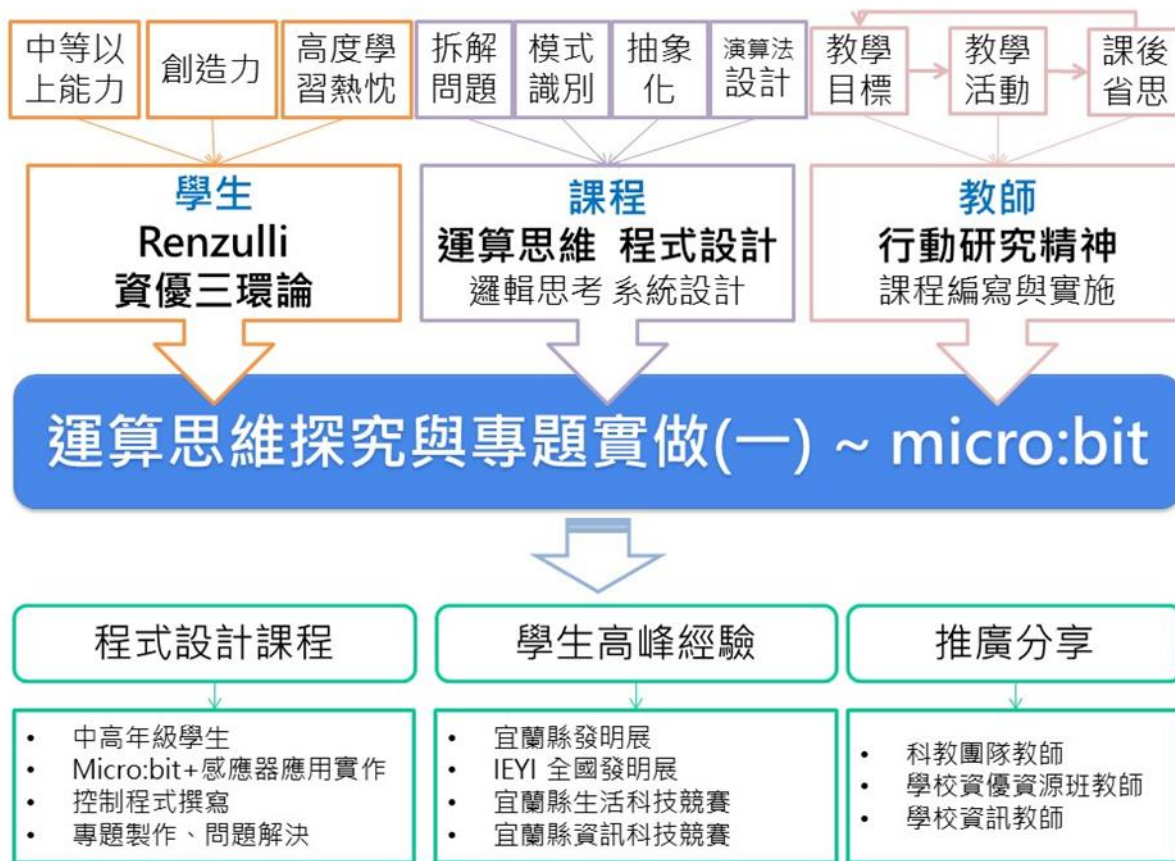 中等以
上能力
創造力
高度學
習熱忱
拆解
問題
模式
識別
抽象
化
演算法
設計
教學
目標
教學
活動
課後
省思
學生
Renzulli
資優三環論
課程
運算思維 程式設計
邏輯思考 系統設計
教師
行動研究精神
課程編寫與實施
運算思維探究與專題實做(一) ~ micro:bit
程式設計課程
• 中高年級學生
• Micro:bit+感應器應用實作
• 控制程式撰寫
• 專題製作、問題解決
學生高峰經驗
• 宜蘭縣發明展
• IEYI 全國發明展
• 宜蘭縣生活科技競賽
• 宜蘭縣資訊科技競賽
推廣分享
• 科教團隊教師
• 學校資優資源班教師
• 學校資訊教師